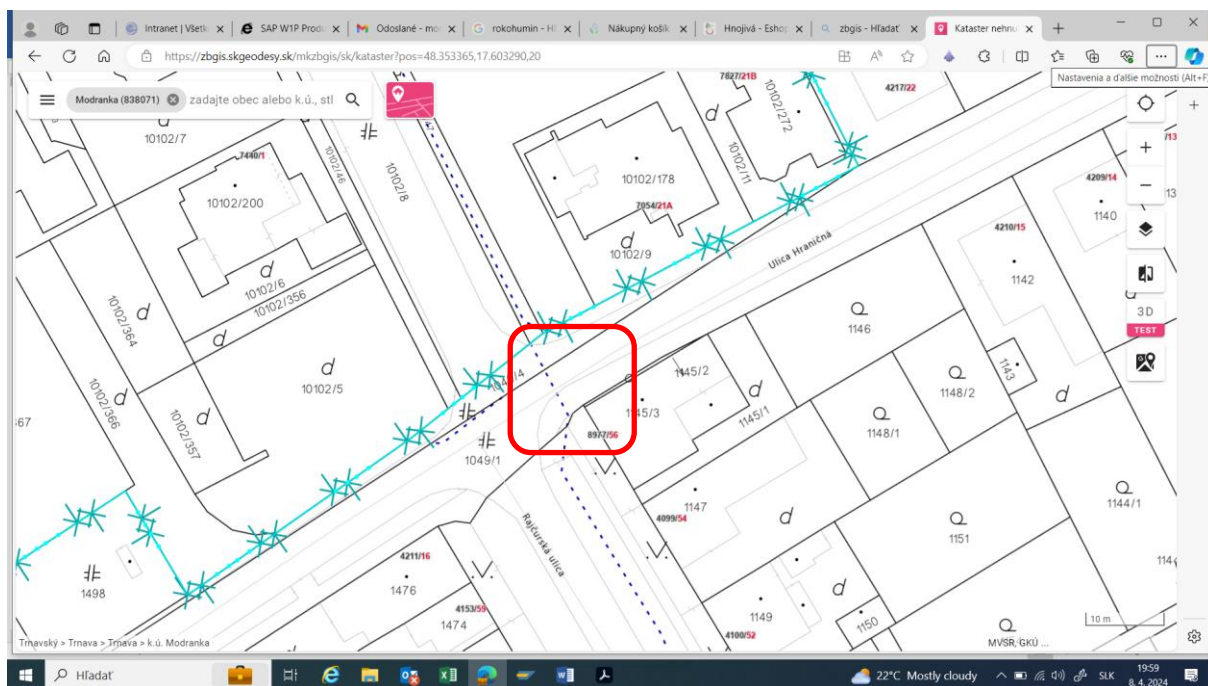 Intranet | Všetk
SAP W1P Produ
Odoslané - mon
rokohumin - Hľ
Nákupný košík
Hnojivá - Eshop
zbgis - Hľadať
Kataster nehnu
https://zbgis.skgeodesy.sk/mkzbgis/sk/kataster?pos=48.353365,17.603290,20
Nastavenia a ďalšie možnosti (Alt+F)
Modranka (838071)
zadajte obec alebo k.ú., stl
7827/21B
4217/22
10102/7
10102/272
7440/1
10102/46
10102/8
10102/178
10102/11
4209/14
10102/200
7054/21A
1140
4210/15
10102/9
Ulica Hraničná
1142
10102/6
10102/356
3 D
TEST
10102/364
1146
10102/5
1145/2
1143
1148/2
10102/366
1145/3
1145/1
10102/357
8977/56
1148/1
1049/1
1147
1144/1
4099/54
1151
Rajčurská ulica
4211/16
1498
1476
4153/59
1149
1474
1150
4100/52
10 m
Trnavský > Trnava > Trnava > k.ú. Modranka
MVSR, GKÚ ...
Hľadať
22°C Mostly cloudy
SLK
19:59
8. 4. 2024